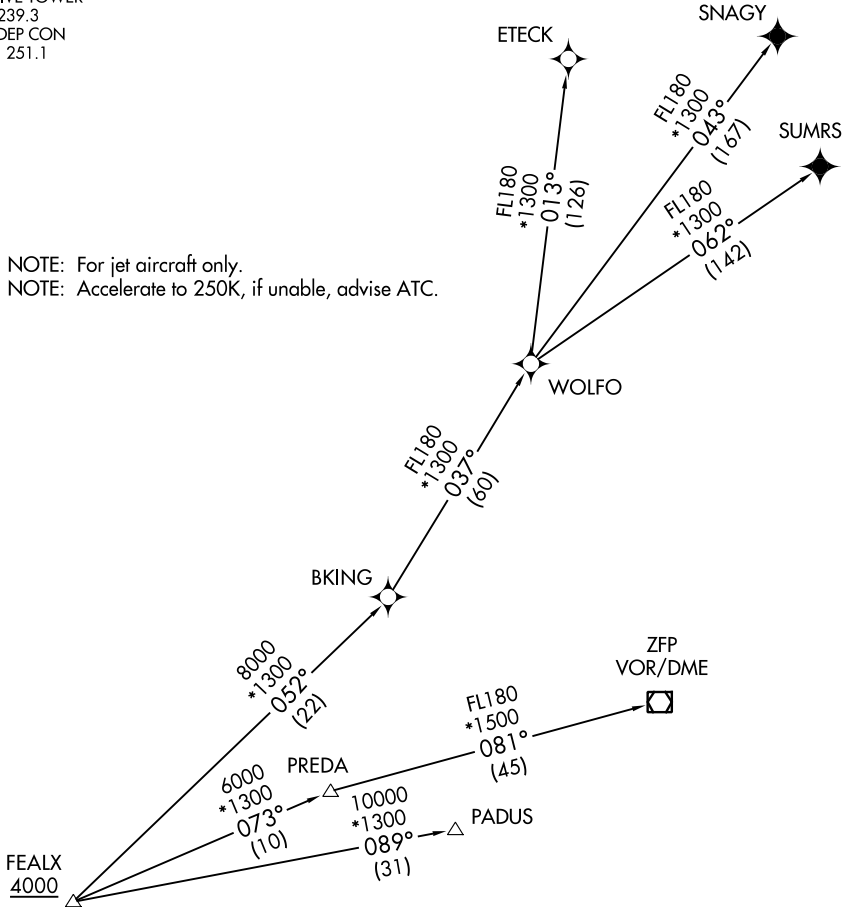 239.3
DEP CON
251.1
SNAGY
ETECK
FL180
*1300
043°
(167)
SUMRS
FL180
*1300
013°
(126)
FL180
*1300
062°
(142)
NOTE: For jet aircraft only.
NOTE: Accelerate to 250K, if unable, advise ATC.
WOLFO
FL180
*1300
037°
(60)
BKING
8000
*1300
052°
(22)
ZFP
VOR/DME
FL180
*1500
081°
(45)
PREDA
6000
*1300
073°
(10)
10000
*1300
089°
(31)
PADUS
FEALX
4000